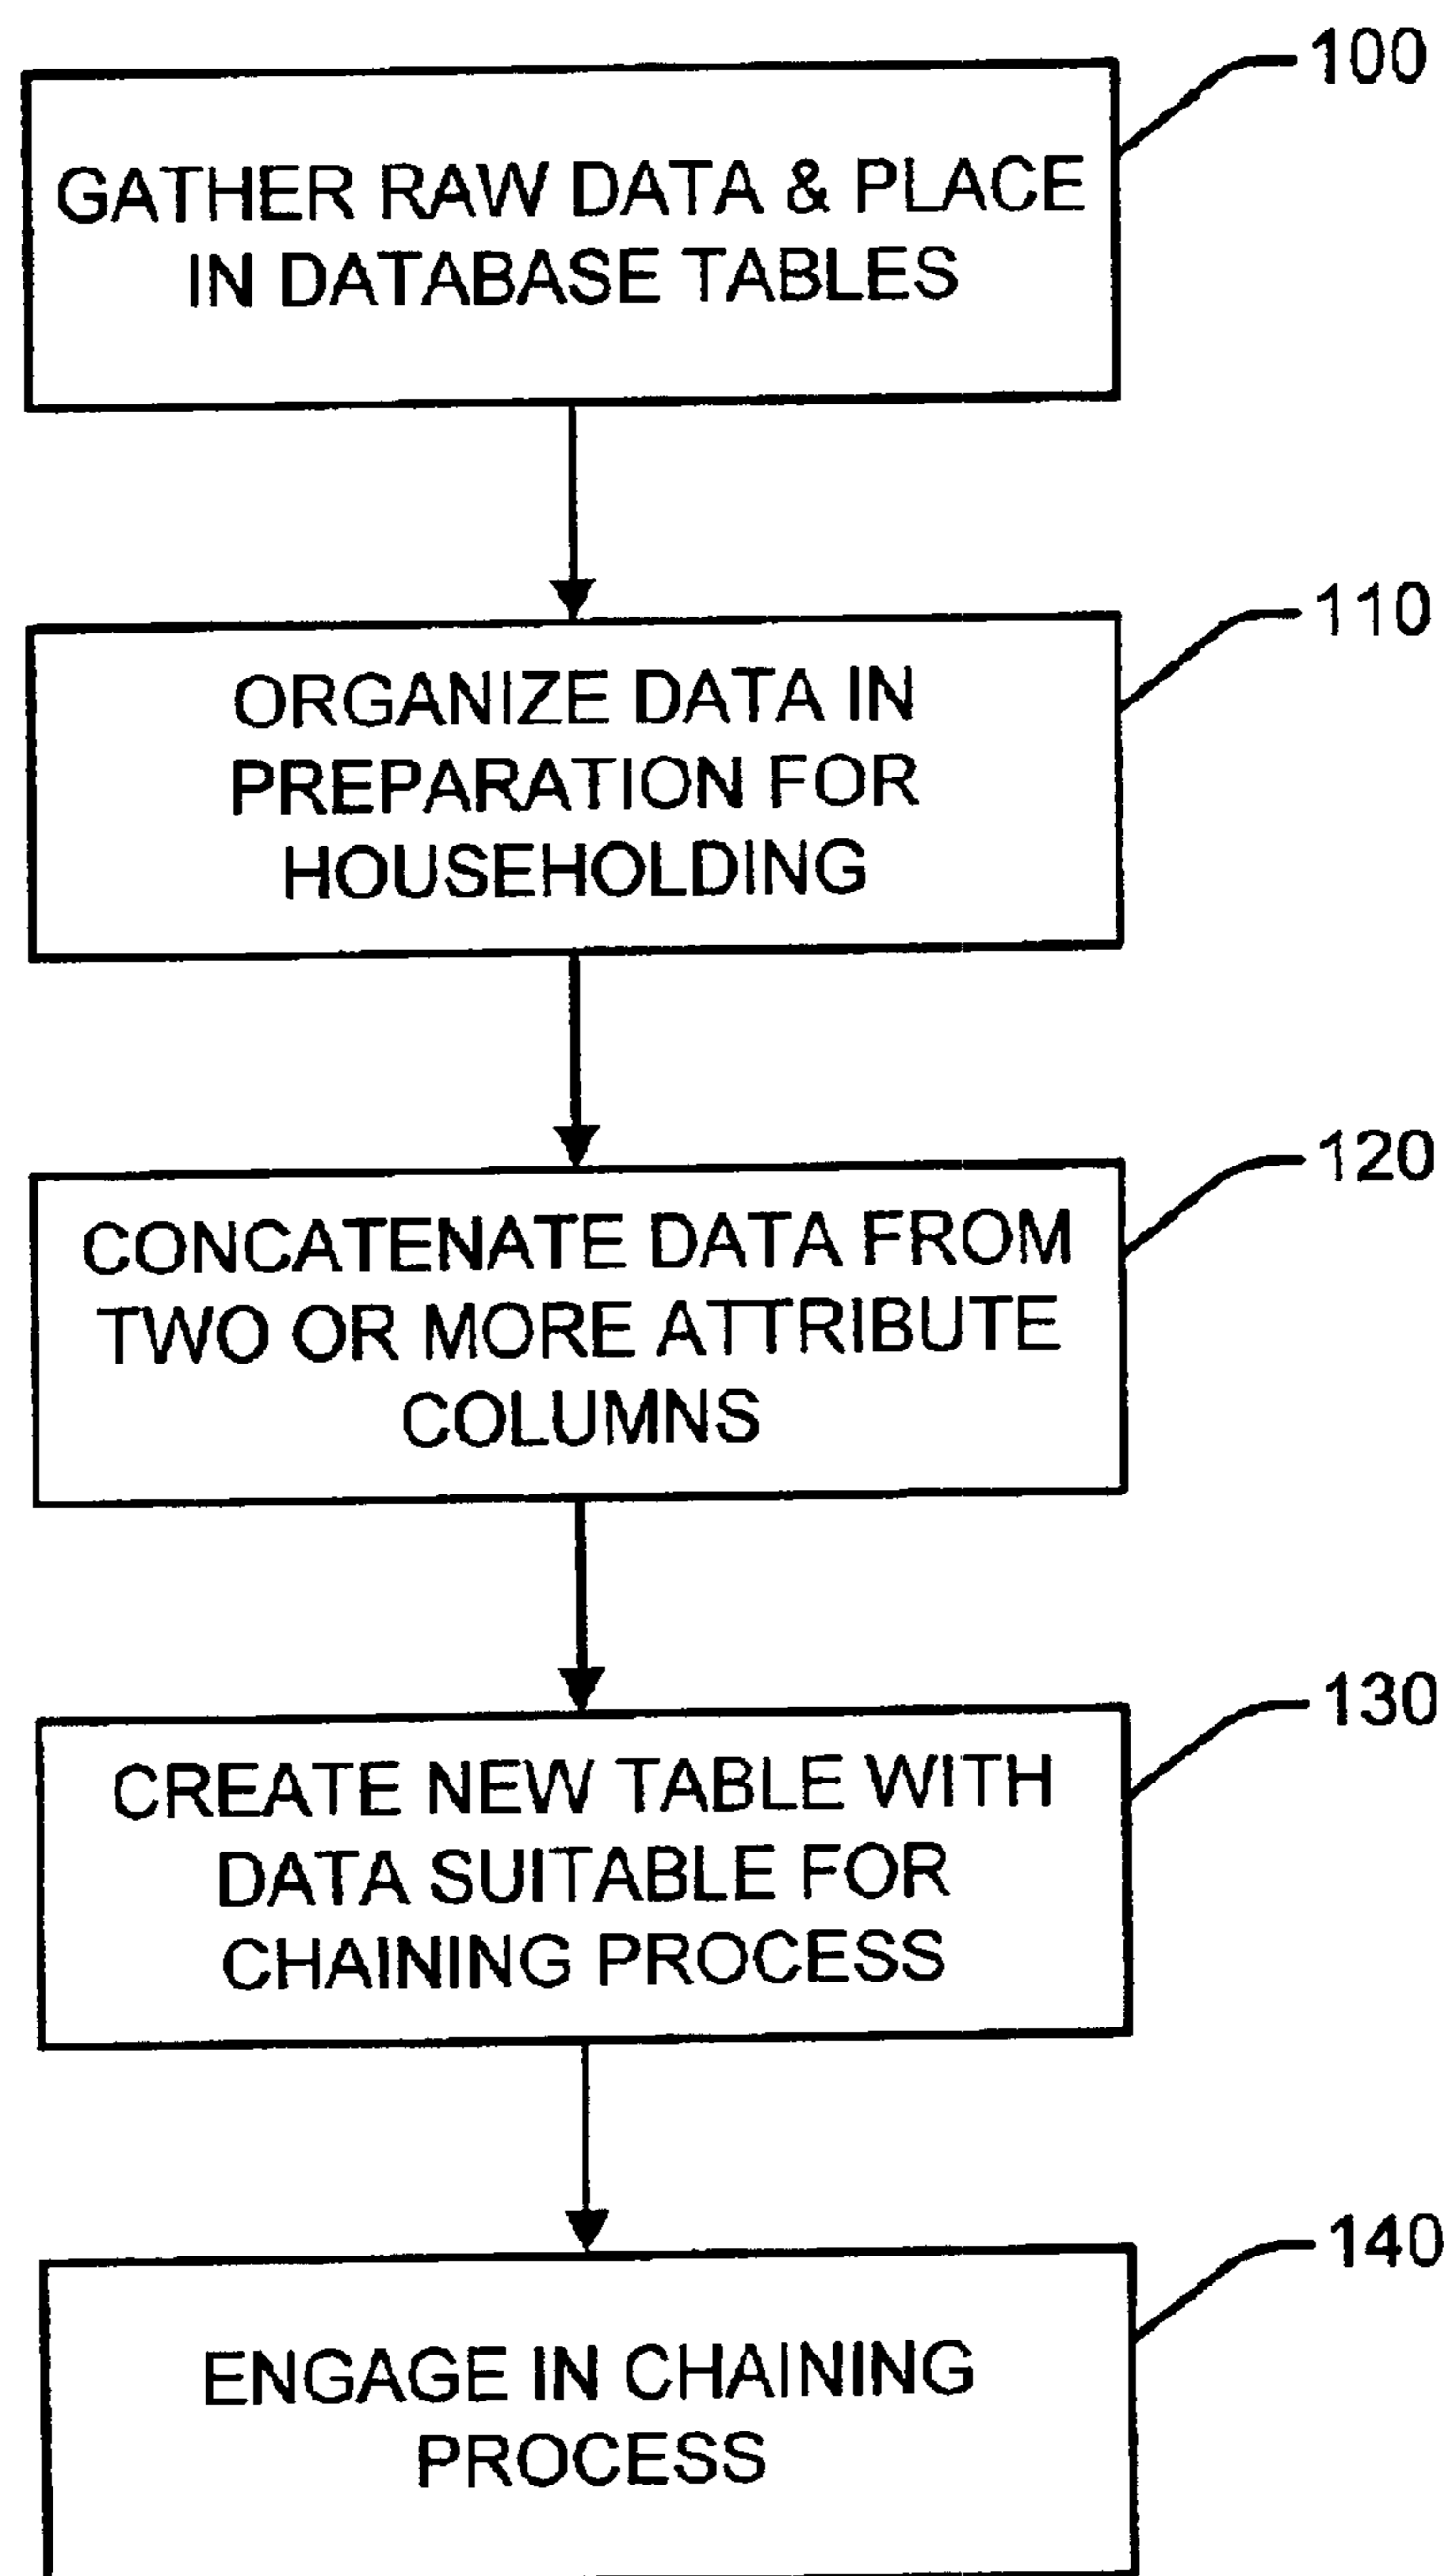 100
GATHER RAW DATA & PLACE
IN DATABASE TABLES
110
ORGANIZE DATA IN
PREPARATION FOR
HOUSEHOLDING
120
CONCATENATE DATA FROM
TWO OR MORE ATTRIBUTE
COLUMNS
130
CREATE NEW TABLE WITH
DATA SUITABLE FOR
CHAINING PROCESS
140
ENGAGE IN CHAINING
PROCESS